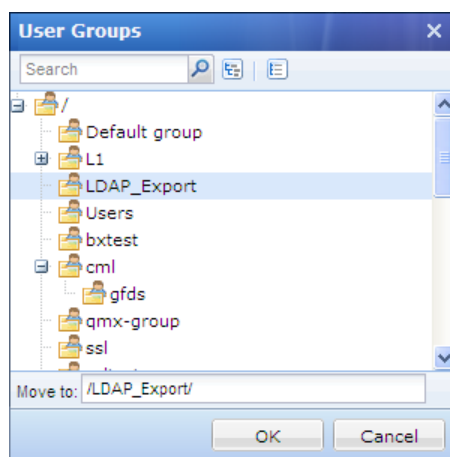 User Groups
Search
/
Default group
L1
LDAP_Export
Users
bxtest
cml
gfds
qmx-group
ssl
Move to: /LDAP_Export/
OK Cancel